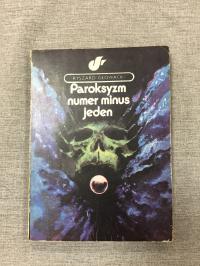 RYSZARD GŁOWACKI
Paroksyzm
numer minus
jeden